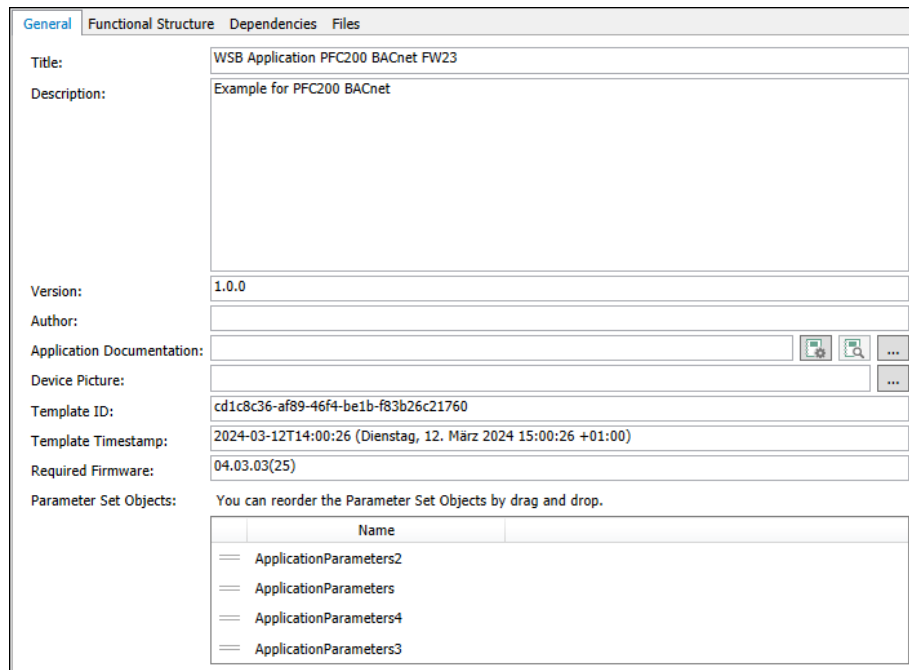 General Functional Structure Dependencies Files
Title: WSB Application PFC200 BACnet FW23
Description: Example for PFC200 BACnet
Version: 1.0.0
Author:
Application Documentation: ...
Device Picture: ...
Template ID: cd1c8c36-af89-46f4-be1b-f83b26c21760
Template Timestamp: 2024-03-12T14:00:26 (Dienstag, 12. März 2024 15:00:26 +01:00)
Required Firmware: 04.03.03(25)
Parameter Set Objects: You can reorder the Parameter Set Objects by drag and drop.
Name
ApplicationParameters2
ApplicationParameters
ApplicationParameters4
ApplicationParameters3